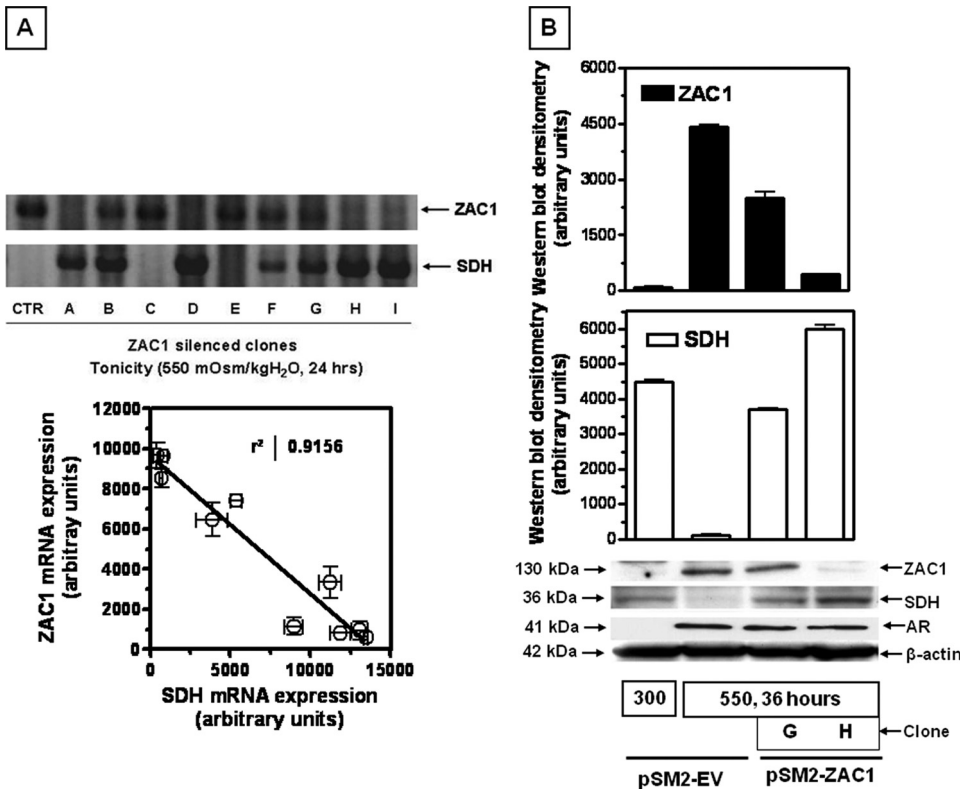 A
ZAC1
SDH
CTR A B C D E F G H I
ZAC1 silenced clones
Tonicity (550 mOsm/kgH2O, 24 hrs)
ZAC1 mRNA expression
(arbitray units)
12000
10000
8000
6000
4000
2000
0
r² 0.9156
0 5000 10000 15000
SDH mRNA expression
(arbitrary units)
B
Western blot densitometry
(arbitrary units)
6000
4500
3000
1500
0
ZAC1
Western blot densitometry
(arbitrary units)
6000
5000
4000
3000
2000
1000
0
SDH
130 kDa ZAC1
36 kDa SDH
41 kDa AR
42 kDa β-actin
300 550, 36 hours
G H Clone
pSM2-EV pSM2-ZAC1